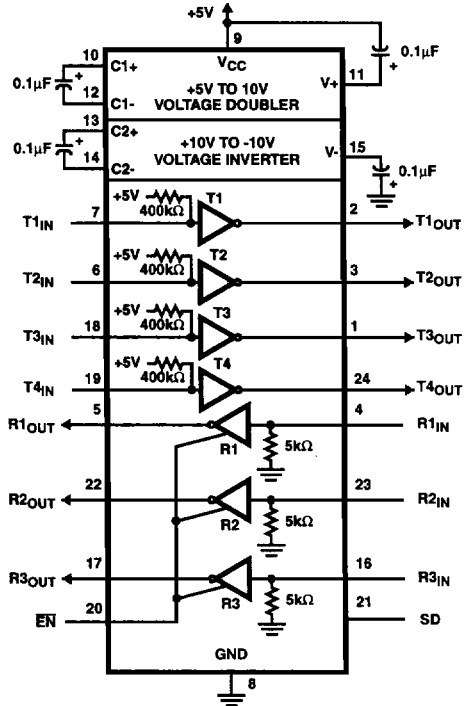 +5V
9
10
C1+
VCC
0.1µF
+
+
0.1µF
11
V+
12
C1-
+5V TO 10V
VOLTAGE DOUBLER
13
C2+
0.1µF
+
14
C2-
+10V TO -10V
VOLTAGE INVERTER
V-
15
+
0.1µF
+5V
400kΩ
T1
T1IN
7
2
T1OUT
+5V
400kΩ
T2
T2IN
6
3
T2OUT
+5V
400kΩ
T3
T3IN
18
1
T3OUT
+5V
400kΩ
T4
T4IN
19
24
T4OUT
R1OUT
5
R1
5kΩ
4
R1IN
R2OUT
22
R2
5kΩ
23
R2IN
R3OUT
17
R3
5kΩ
16
R3IN
EN
20
21
SD
GND
8